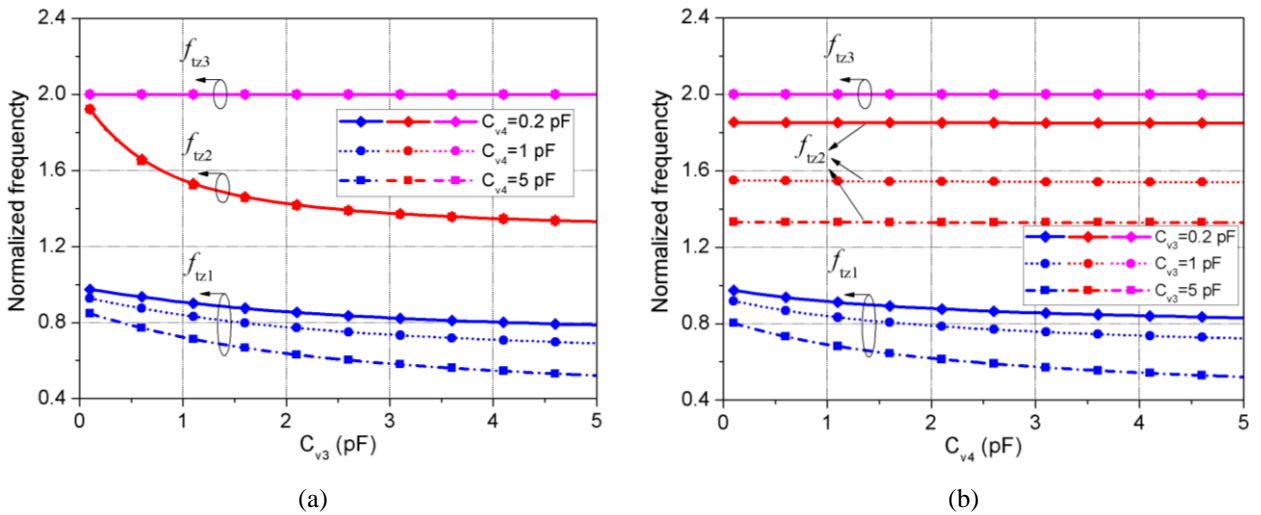 2.4
2.0
1.6
1.2
0.8
0.4
Normalized frequencty
f_tz3
f_tz2
f_tz1
C_v4=0.2 pF
C_v4=1 pF
C_v4=5 pF
0 1 2 3 4 5
C_v3 (pF)
(a)
2.4
2.0
1.6
1.2
0.8
0.4
Normalized frequency
f_tz3
f_tz2
f_tz1
C_v3=0.2 pF
C_v3=1 pF
C_v3=5 pF
0 1 2 3 4 5
C_v4 (pF)
(b)